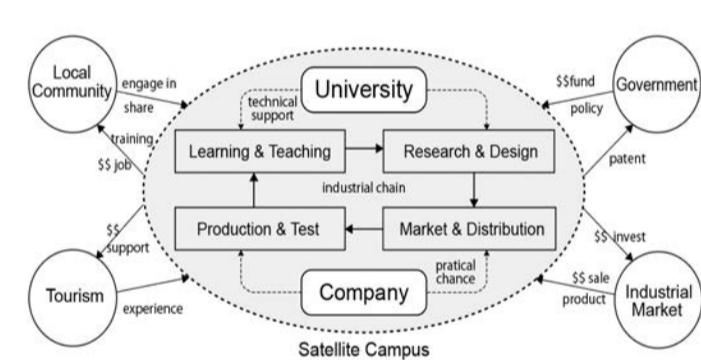 Local
Community
engage in
share
training
$$ job
University
technical
support
$$fund
policy
Government
patent
Learning & Teaching
Research & Design
industrial chain
Production & Test
Market & Distribution
$$
support
Tourism
experience
Company
pratical
chance
$$ invest
$$ sale
product
Industrial
Market
Satellite Campus